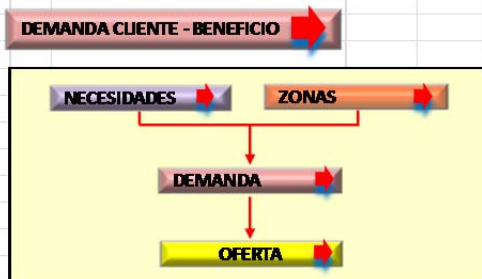 DEMANDA CLIENTE - BENEFICIO
NECESIDADES
ZONAS
DEMANDA
OFERTA